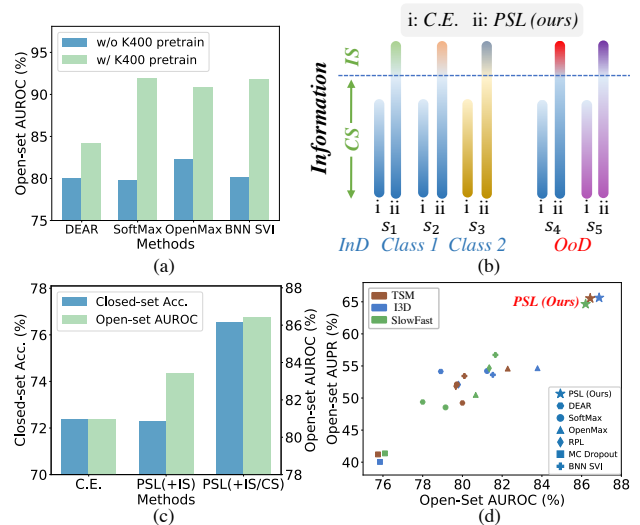 w/o K400 pretrain
w/ K400 pretrain
Open-set AUROC (%)
95
90
85
80
75
DEAR SoftMax OpenMax BNN SVI
Methods
(a)
i: C.E. ii: PSL (ours)
Information
IS
CS
i ii i ii i ii i ii i ii
s1 s2 s3 s4 s5
InD Class 1 Class 2 OoD
(b)
Closed-set Acc.
Open-set AUROC
Closed-set Acc. (%)
78
76
74
72
70
Open-set AUROC (%)
88
86
84
82
80
78
C.E. PSL(+IS) PSL(+IS/CS)
Methods
(c)
TSM
I3D
SlowFast
PSL (Ours)
Open-set AUPR (%)
65
60
55
50
45
40
PSL (Ours)
DEAR
SoftMax
OpenMax
RPL
MC Dropout
BNN SVI
76 78 80 82 84 86 88
Open-Set AUROC (%)
(d)